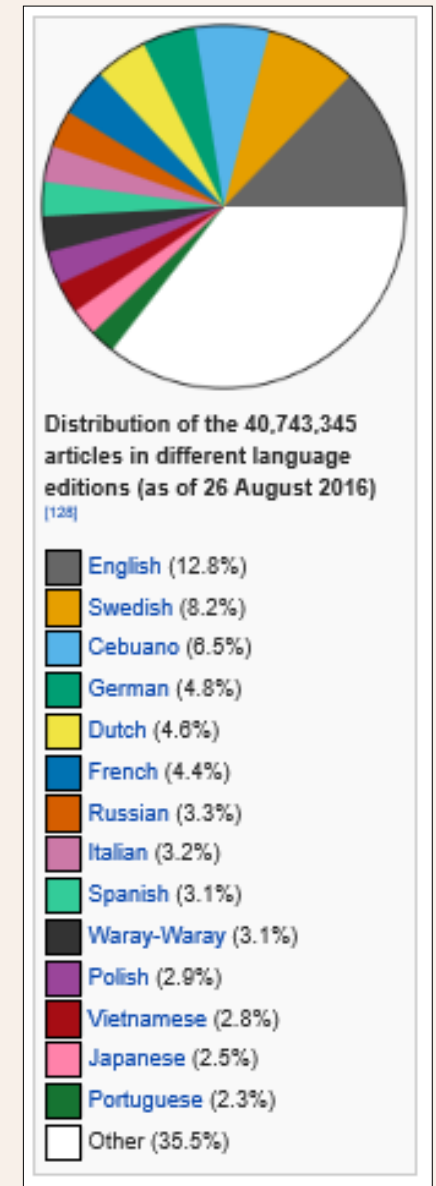 Distribution of the 40,743,345
articles in different language
editions (as of 26 August 2016)
[128]
English (12.8%)
Swedish (8.2%)
Cebuano (6.5%)
German (4.8%)
Dutch (4.6%)
French (4.4%)
Russian (3.3%)
Italian (3.2%)
Spanish (3.1%)
Waray-Waray (3.1%)
Polish (2.9%)
Vietnamese (2.8%)
Japanese (2.5%)
Portuguese (2.3%)
Other (35.5%)